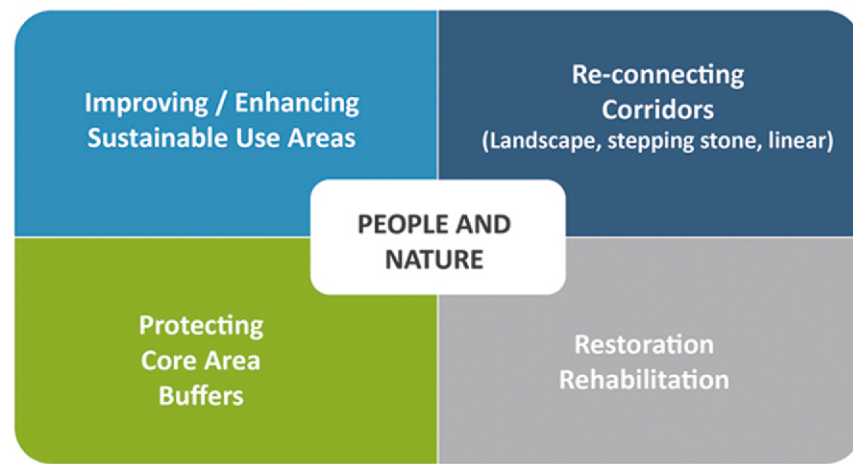 Improving / Enhancing
Sustainable Use Areas
Re-connecting
Corridors
(Landscape, stepping stone, linear)
PEOPLE AND
NATURE
Protecting
Core Area
Buffers
Restoration
Rehabilitation